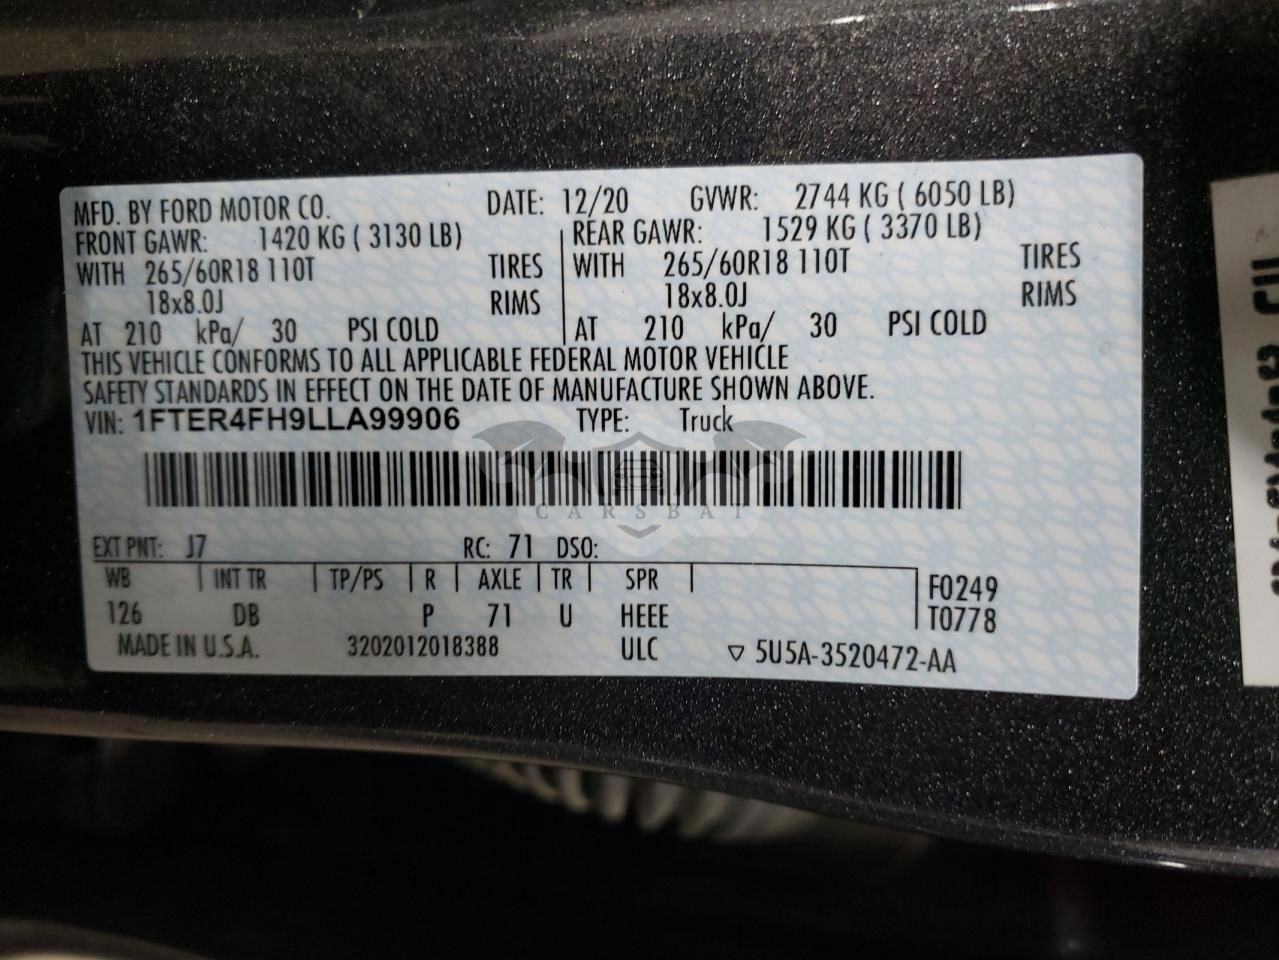 MFD. BY FORD MOTOR CO. DATE: 12/20 GVWR: 2744 KG ( 6050 LB)
FRONT GAWR: 1420 KG ( 3130 LB) REAR GAWR: 1529 KG ( 3370 LB)
WITH 265/60R18 110T TIRES WITH 265/60R18 110T TIRES
18x8.0J RIMS 18x8.0J RIMS
AT 210 kPa/ 30 PSI COLD AT 210 kPa/ 30 PSI COLD
THIS VEHICLE CONFORMS TO ALL APPLICABLE FEDERAL MOTOR VEHICLE
SAFETY STANDARDS IN EFFECT ON THE DATE OF MANUFACTURE SHOWN ABOVE.
VIN: 1FTER4FH9LLA99906 TYPE: Truck
CARSBAT
EXT PNT: J7 RC: 71 DSO:
WB INT TR TP/PS R AXLE TR SPR F0249
126 DB P 71 U HEEE T0778
MADE IN U.S.A. 3202012018388 ULC 5U5A-3520472-AA